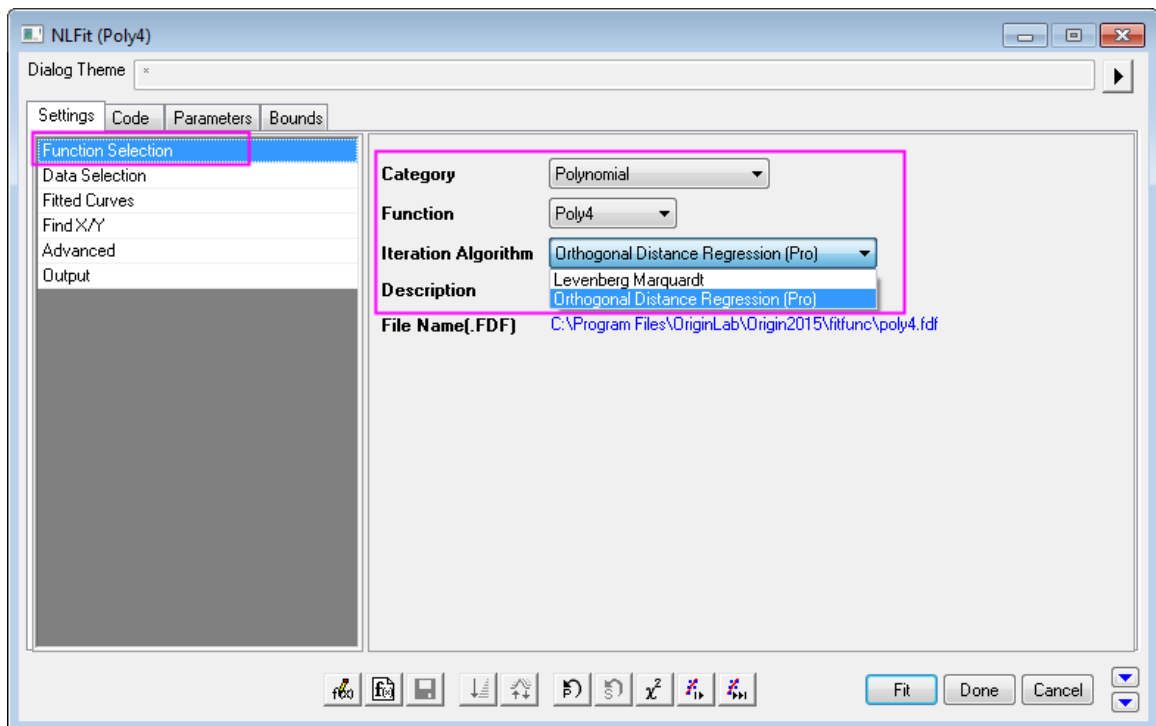 NLFit (Poly4)
Dialog Theme *
Settings Code Parameters Bounds
Function Selection
Data Selection
Fitted Curves
Find X/Y
Advanced
Output
Category Polynomial
Function Poly4
Iteration Algorithm Orthogonal Distance Regression (Pro)
Levenberg Marquardt
Description Orthogonal Distance Regression (Pro)
File Name(.FDF) C:\Program Files\OriginLab\Origin2015\fitfunc\poly4.fdf
Fit Done Cancel